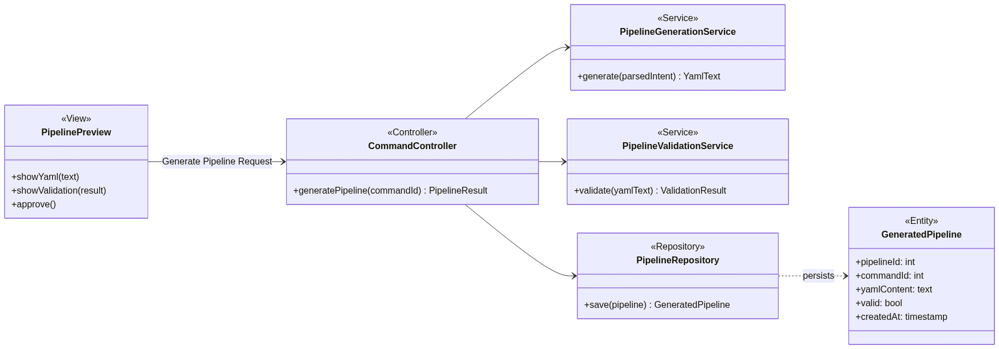 «View»
PipelinePreview
+showYaml(text)
+showValidation(result)
+approve()
Generate Pipeline Request
«Controller»
CommandController
+generatePipeline(commandId) : PipelineResult
«Service»
PipelineGenerationService
+generate(parsedIntent) : YamlText
«Service»
PipelineValidationService
+validate(yamlText) : ValidationResult
«Repository»
PipelineRepository
+save(pipeline) : GeneratedPipeline
persists
«Entity»
GeneratedPipeline
+pipelineId: int
+commandId: int
+yamlContent: text
+valid: bool
+createdAt: timestamp